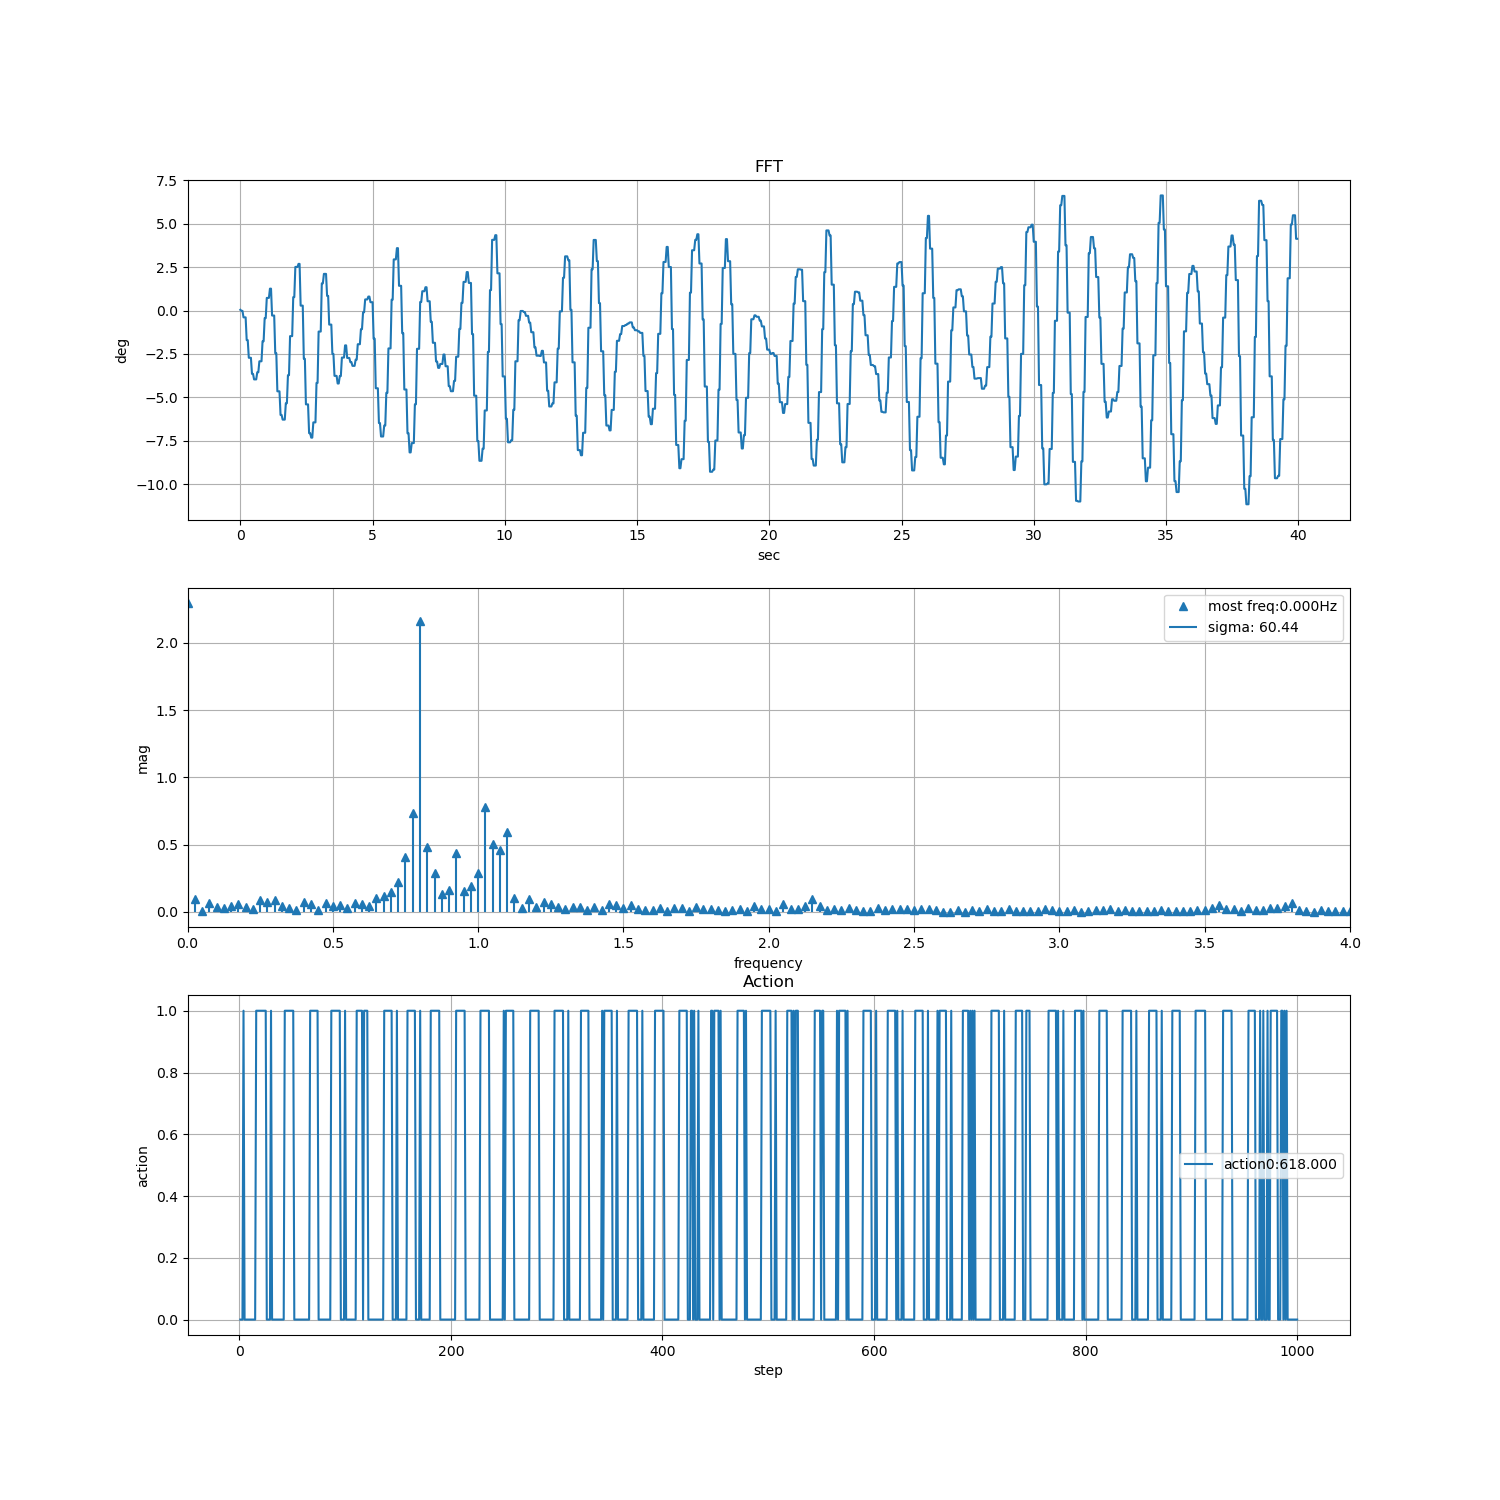 FFT
7.5
5.0
2.5
0.0
−2.5
−5.0
−7.5
−10.0
deg
0 5 10 15 20 25 30 35 40
sec
most freq:0.000Hz
sigma: 60.44
2.0
1.5
1.0
0.5
0.0
mag
0.0 0.5 1.0 1.5 2.0 2.5 3.0 3.5 4.0
frequency
Action
1.0
0.8
0.6
0.4
0.2
0.0
action
action0:618.000
0 200 400 600 800 1000
step